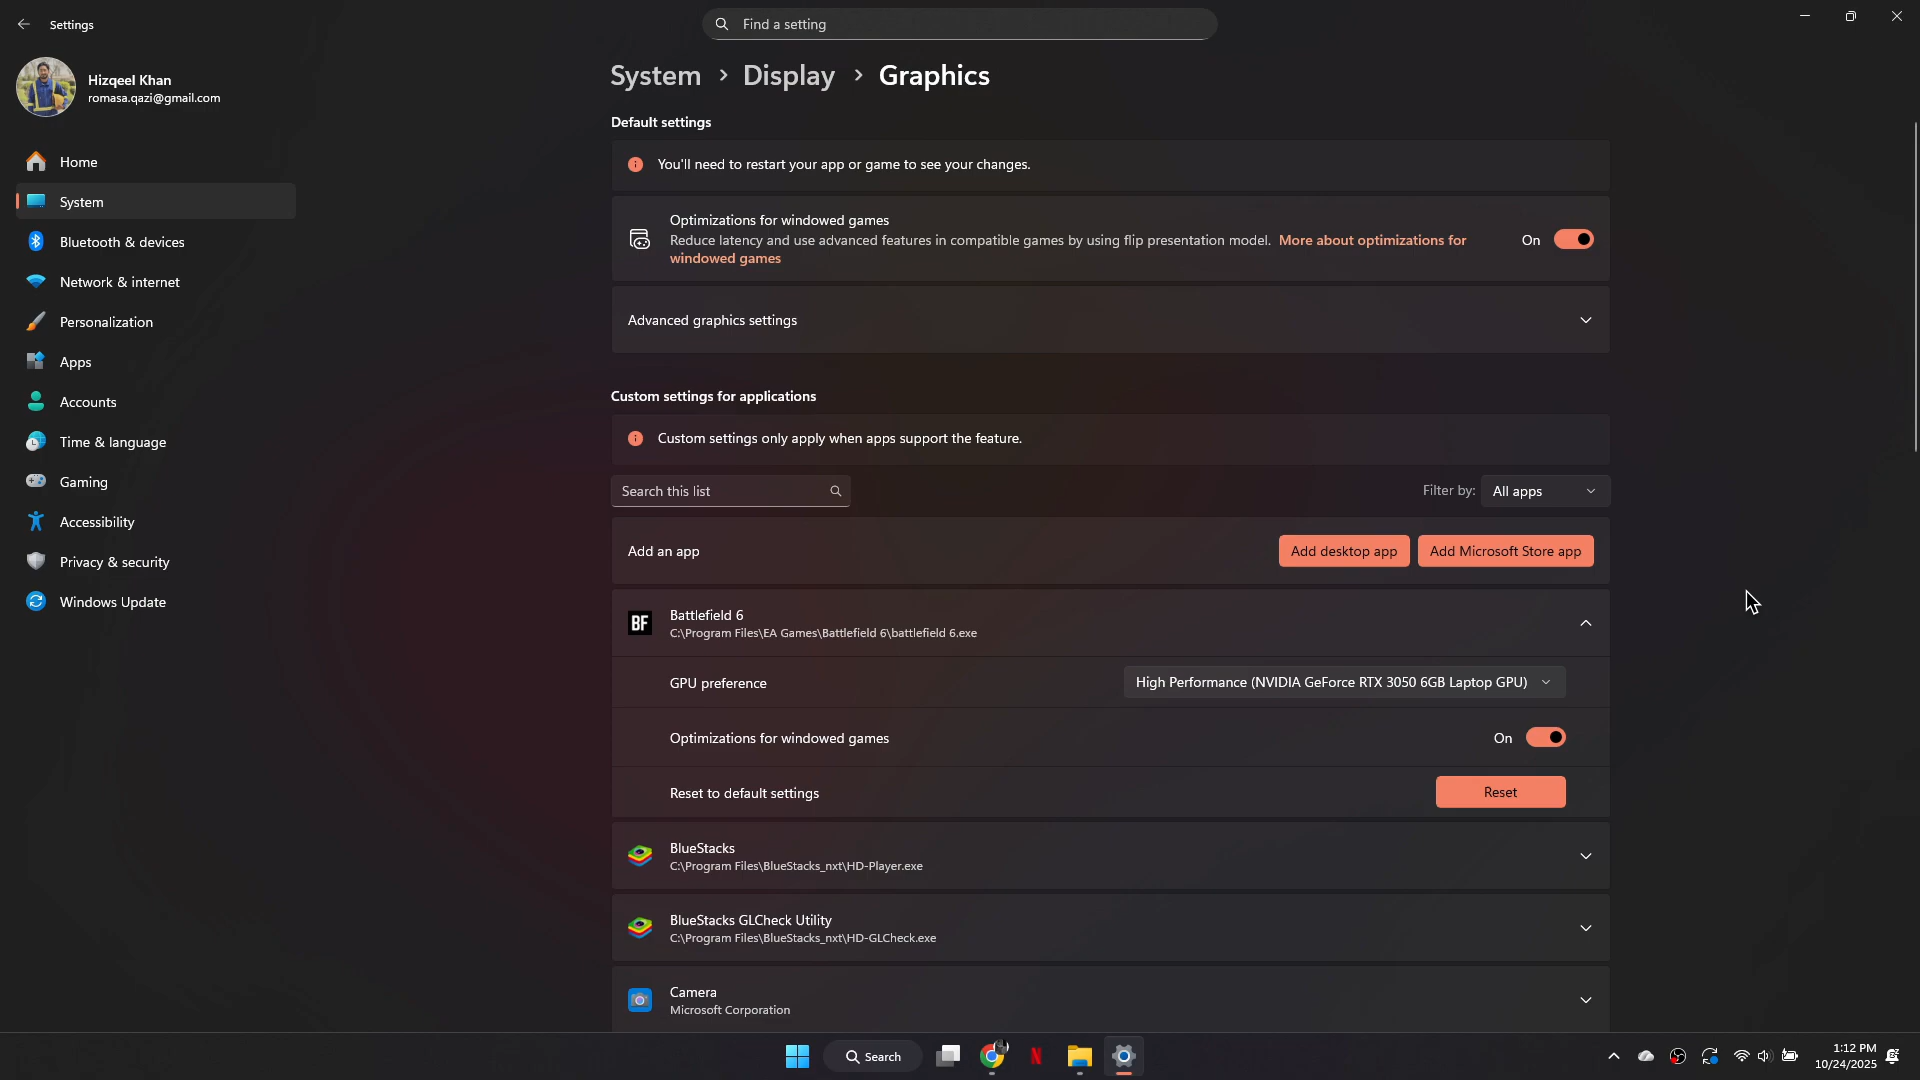 Settings
Find a setting
Hizqeel Khan
romasa.qazi@gmail.com
Home
System
Bluetooth & devices
Network & internet
Personalization
Apps
Accounts
Time & language
Gaming
Accessibility
Privacy & security
Windows Update
System > Display > Graphics
Default settings
You'll need to restart your app or game to see your changes.
Optimizations for windowed games
Reduce latency and use advanced features in compatible games by using flip presentation model. More about optimizations for
windowed games
On
Advanced graphics settings
Custom settings for applications
Custom settings only apply when apps support the feature.
Search this list
Filter by: All apps
Add an app
Add desktop app
Add Microsoft Store app
BF
Battlefield 6
C:\Program Files\EA Games\Battlefield 6\battlefield 6.exe
GPU preference
High Performance (NVIDIA GeForce RTX 3050 6GB Laptop GPU)
Optimizations for windowed games
On
Reset to default settings
Reset
BlueStacks
C:\Program Files\BlueStacks_nxt\HD-Player.exe
BlueStacks GLCheck Utility
C:\Program Files\BlueStacks_nxt\HD-GLCheck.exe
Camera
Microsoft Corporation
Search
N
1:12 PM
10/24/2025